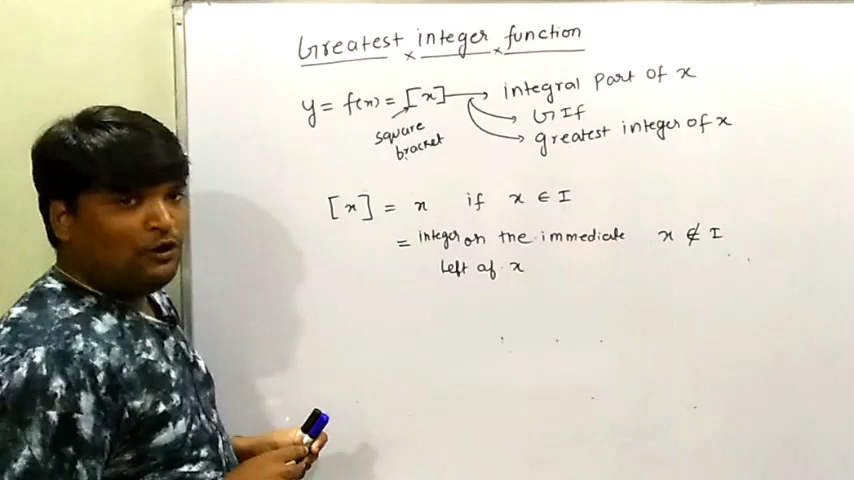 Greatest integer function
y = f(x) = [x] → integral part of x
square bracket
GIf
greatest integer of x
[x] = x if x ∈ I
= integer on the immediate x ∉ I
left of x